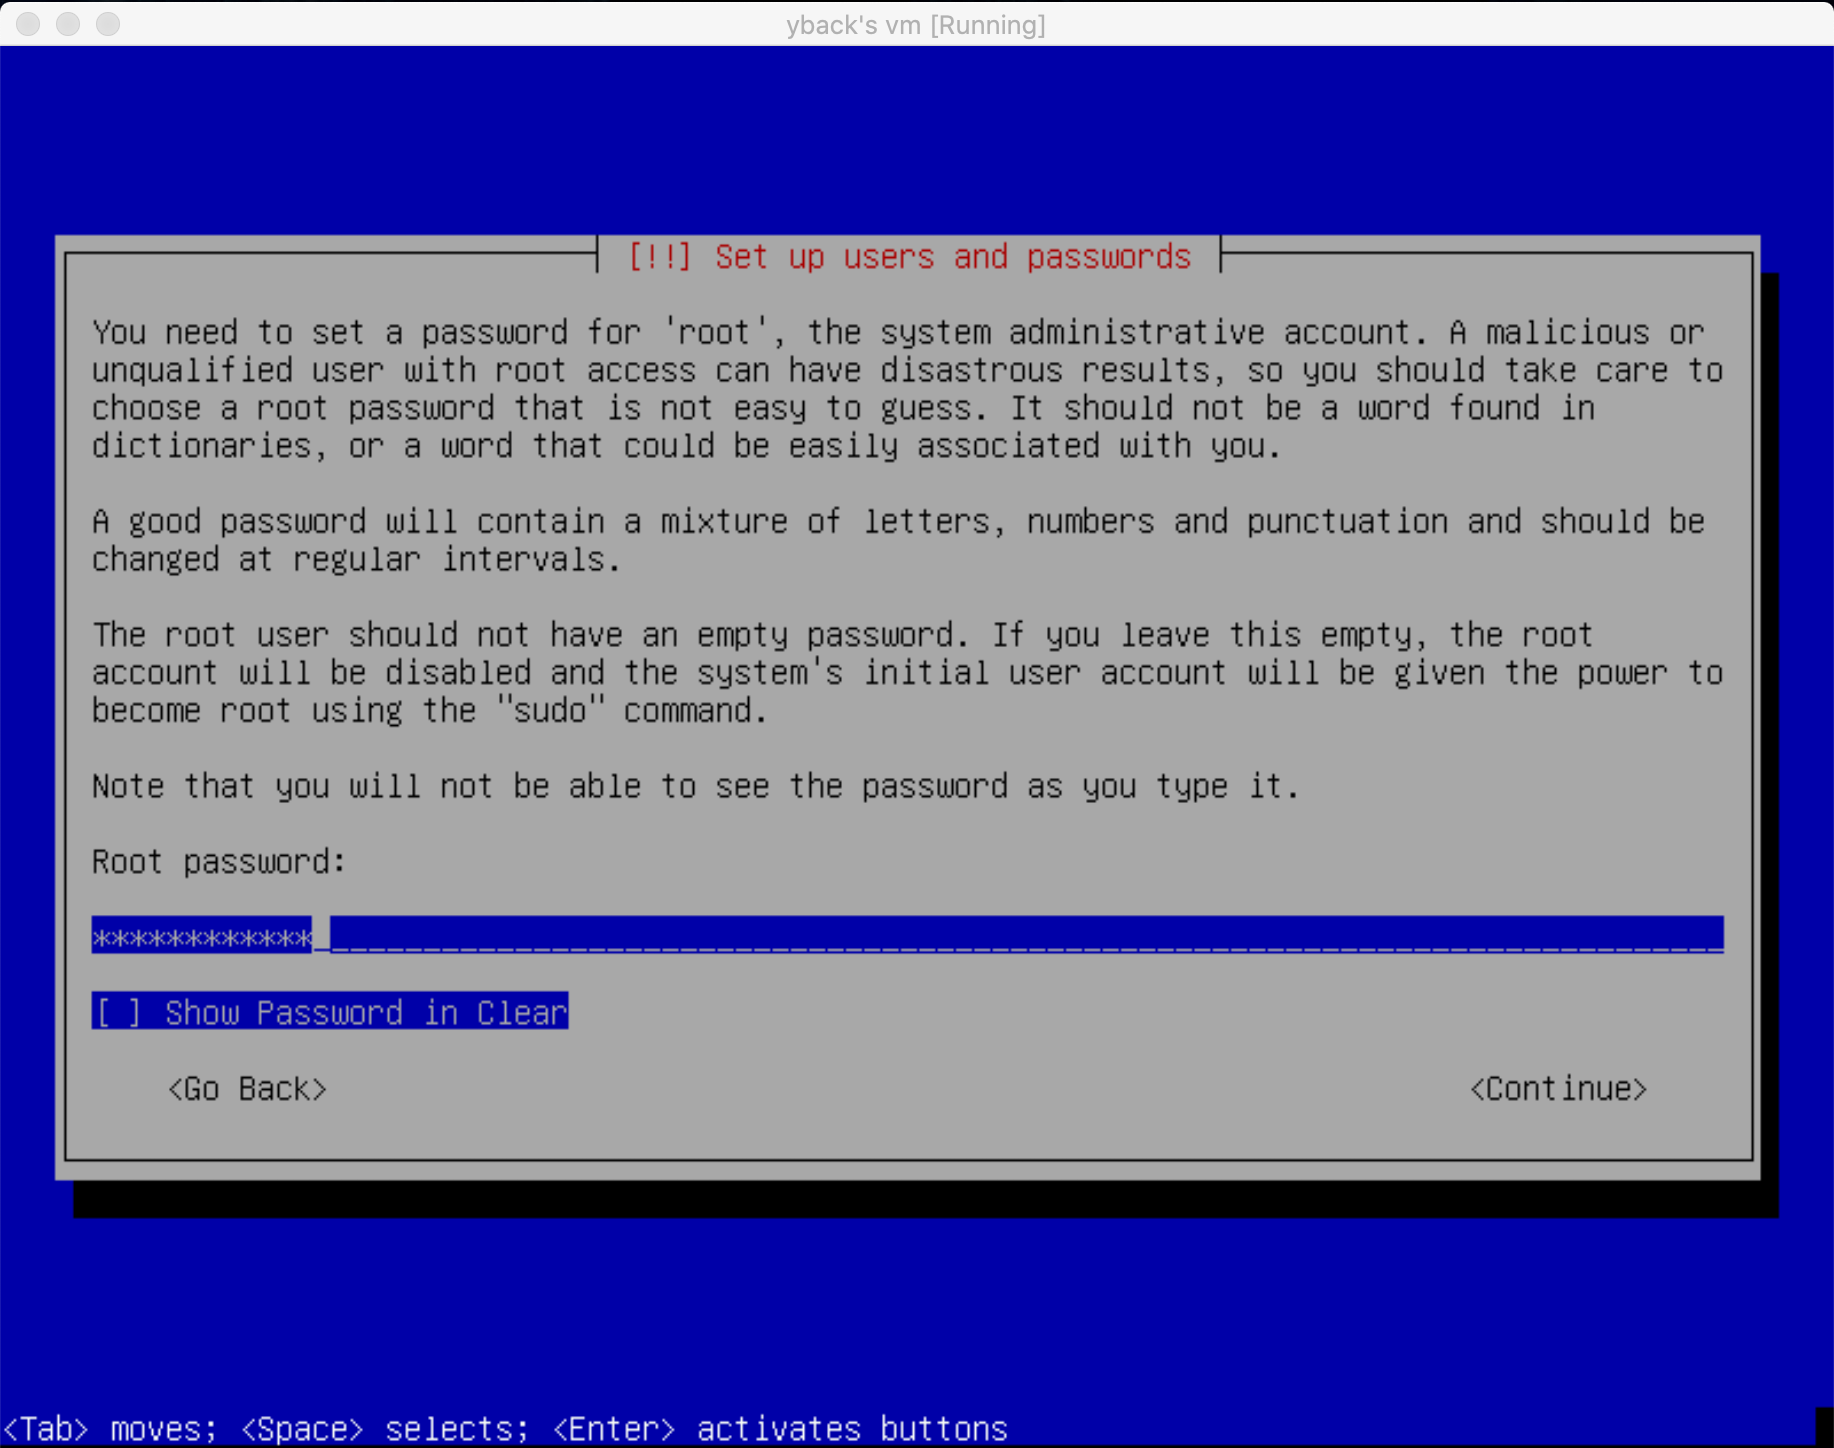 yback's vm [Running]
[!!] Set up users and passwords
You need to set a password for 'root', the system administrative account. A malicious or
unqualified user with root access can have disastrous results, so you should take care to
choose a root password that is not easy to guess. It should not be a word found in
dictionaries, or a word that could be easily associated with you.
A good password will contain a mixture of letters, numbers and punctuation and should be
changed at regular intervals.
The root user should not have an empty password. If you leave this empty, the root
account will be disabled and the system's initial user account will be given the power to
become root using the "sudo" command.
Note that you will not be able to see the password as you type it.
Root password:
************
[ ] Show Password in Clear
<Go Back> <Continue>
<Tab> moves; <Space> selects; <Enter> activates buttons